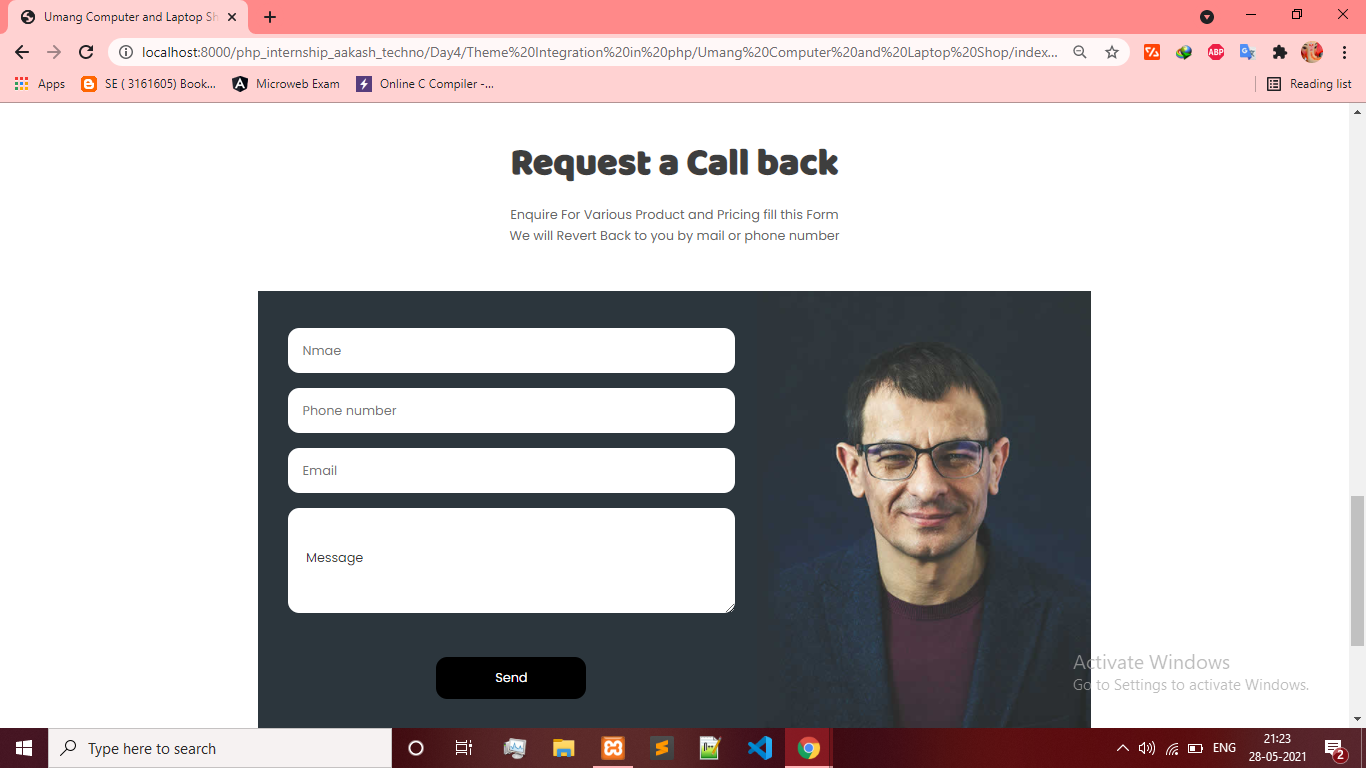 Umang Computer and Laptop Sh
localhost:8000/php_internship_aakash_techno/Day4/Theme%20Integration%20in%20php/Umang%20Computer%20and%20Laptop%20Shop/index...
ABP
Apps
SE ( 3161605) Book...
Microweb Exam
Online C Compiler -...
Reading list
Request a Call back
Enquire For Various Product and Pricing fill this Form
We will Revert Back to you by mail or phone number
Nmae
Phone number
Email
Message
Send
Activate Windows
Go to Settings to activate Windows.
Type here to search
ENG
21:23
28-05-2021
2